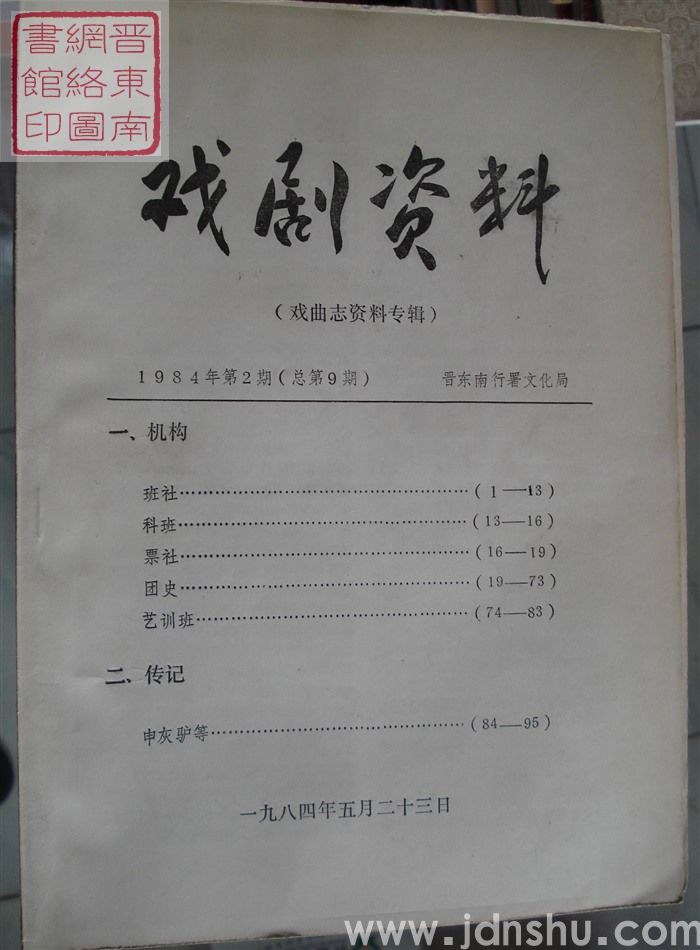 晋東南
網絡圖
書館印
戏剧资料
（戏曲志资料专辑）
1984年第2期（总第9期） 晋东南行署文化局
一、机构
班社……………………………………………（1—13）
科班……………………………………………（13—16）
票社……………………………………………（16—19）
团史……………………………………………（19—73）
艺训班…………………………………………（74—83）
二、传记
申灰驴等………………………………………（84—95）
一九八四年五月二十三日
www.jdnshu.com